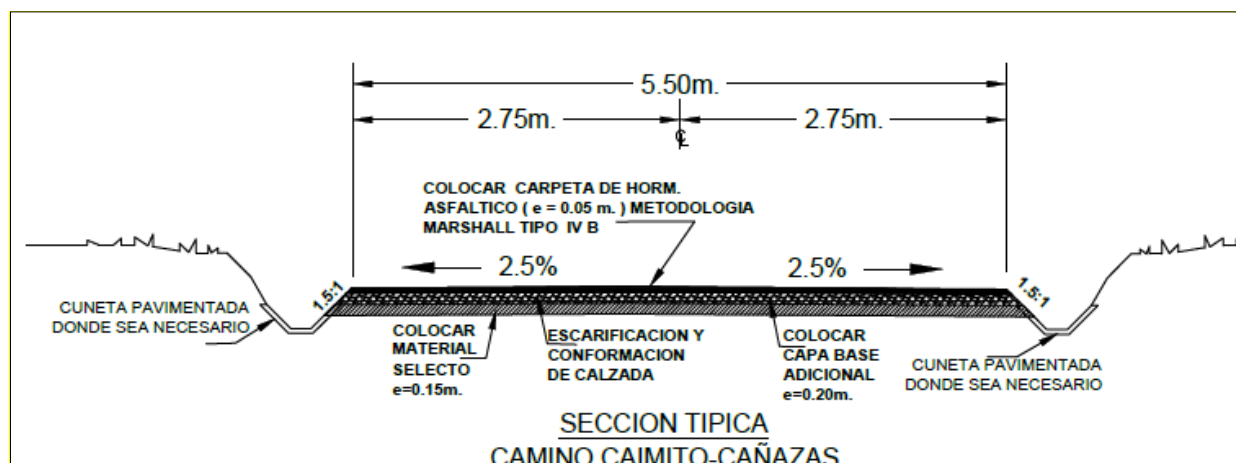 5.50m.
2.75m.
2.75m.
℄
COLOCAR CARPETA DE HORM.
ASFALTICO ( e = 0.05 m. ) METODOLOGIA
MARSHALL TIPO IV B
2.5%
2.5%
1.5:1
1.5:1
CUNETA PAVIMENTADA
DONDE SEA NECESARIO
COLOCAR
MATERIAL
SELECTO
e=0.15m.
ESCARIFICACION Y
CONFORMACION
DE CALZADA
COLOCAR
CAPA BASE
ADICIONAL
e=0.20m.
CUNETA PAVIMENTADA
DONDE SEA NECESARIO
SECCION TIPICA
CAMINO CAIMITO-CAÑAZAS